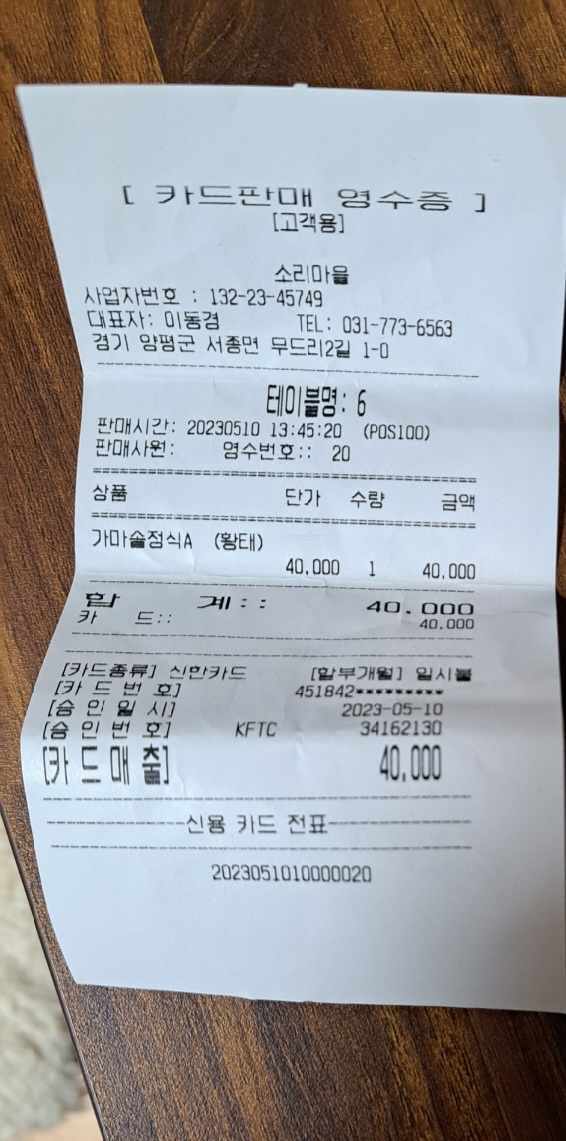 [ 카드판매 영수증 ]
[고객용]
소리마을
사업자번호 : 132-23-45749
대표자: 이동경 TEL: 031-773-6563
경기 양평군 서종면 무드리2길 1-0
테이블명: 6
판매시간: 20230510 13:45:20 (POS100)
판매사원: 영수번호:: 20
상품 단가 수량 금액
가마솥정식A (황태)
40,000 1 40,000
합 계:: 40,000
카 드:: 40,000
[카드종류] 신한카드 [할부개월] 일시불
[카 드 번 호] 451842*********
[승 인 일 시] 2023-05-10
[승 인 번 호] KFTC 34162130
[카 드 매 출] 40,000
신용 카드 전표
2023051010000020